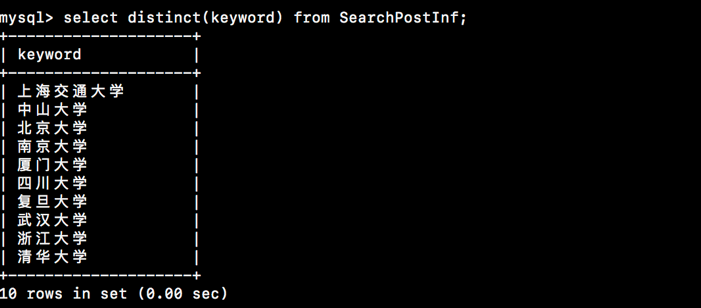 mysql> select distinct(keyword) from SearchPostInf;
+--------------------+
| keyword            |
+--------------------+
| 上海交通大学       |
| 中山大学           |
| 北京大学           |
| 南京大学           |
| 厦门大学           |
| 四川大学           |
| 复旦大学           |
| 武汉大学           |
| 浙江大学           |
| 清华大学           |
+--------------------+
10 rows in set (0.00 sec)